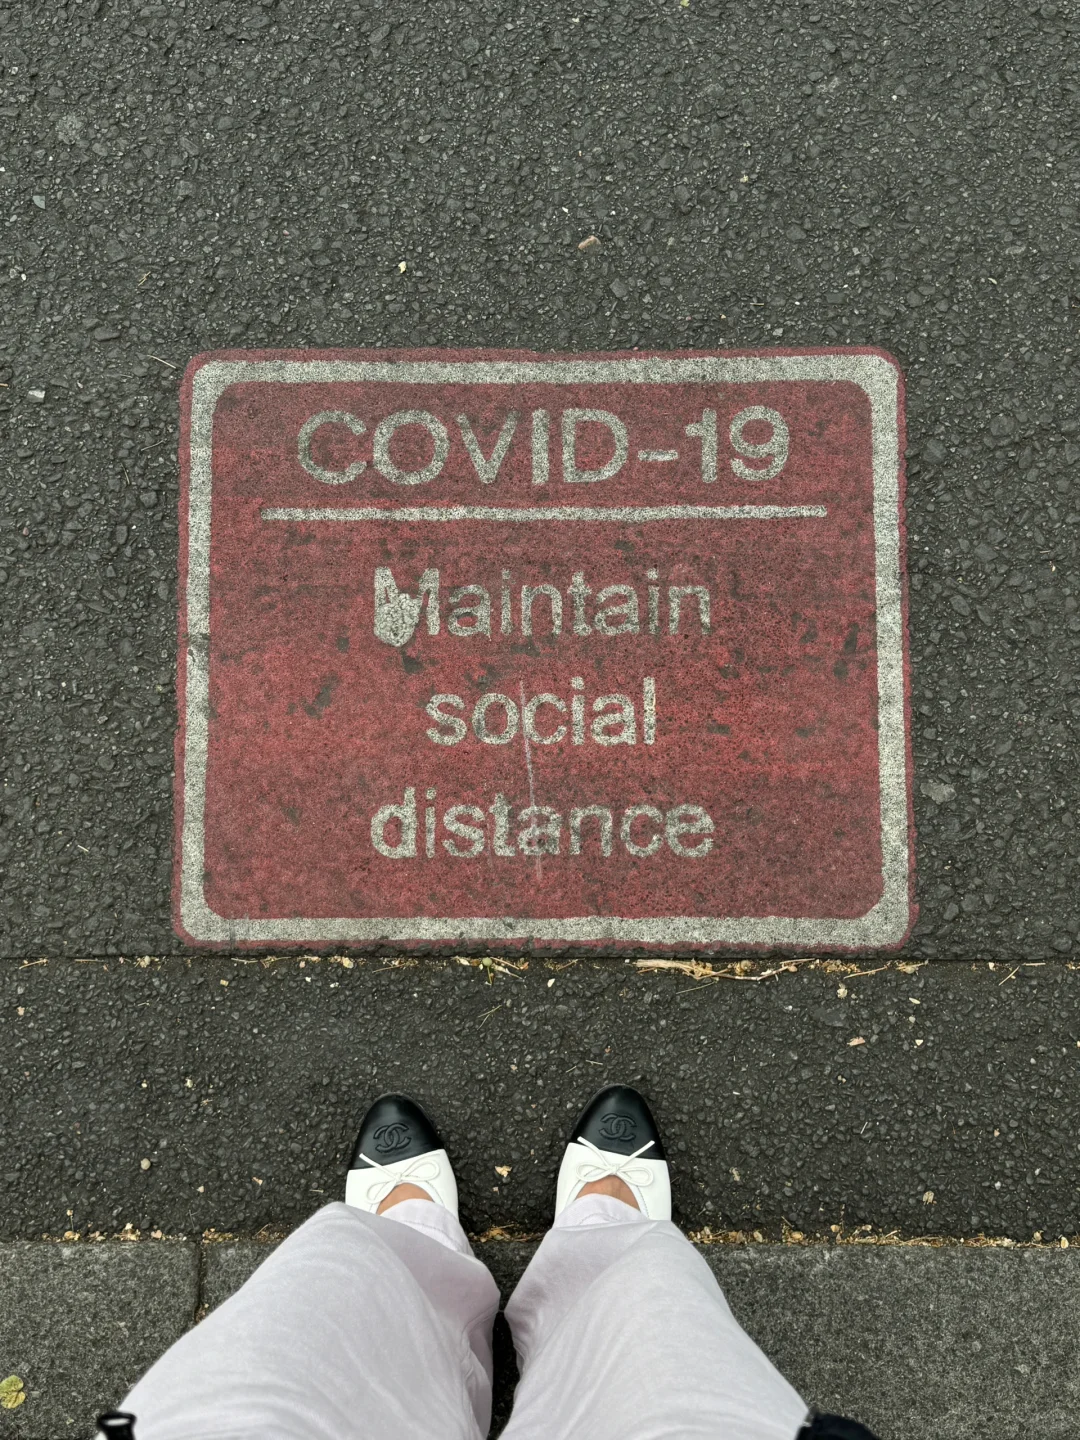 COVID-19
Maintain
social
distance